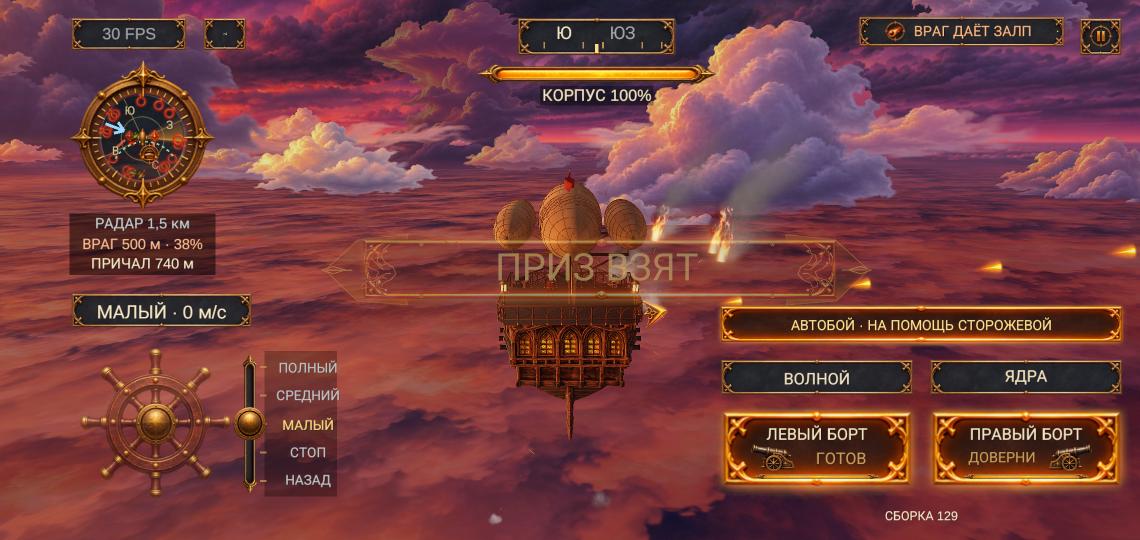 30 FPS
Ю ЮЗ
ВРАГ ДАЁТ ЗАЛП
КОРПУС 100%
Ю
З
В
РАДАР 1,5 км
ВРАГ 500 м · 38%
ПРИЧАЛ 740 м
ПРИЗ ВЗЯТ
МАЛЫЙ · 0 м/с
АВТОБОЙ · НА ПОМОЩЬ СТОРОЖЕВОЙ
ПОЛНЫЙ
СРЕДНИЙ
МАЛЫЙ
СТОП
НАЗАД
ВОЛНОЙ
ЯДРА
ЛЕВЫЙ БОРТ
ГОТОВ
ПРАВЫЙ БОРТ
ДОВЕРНИ
СБОРКА 129